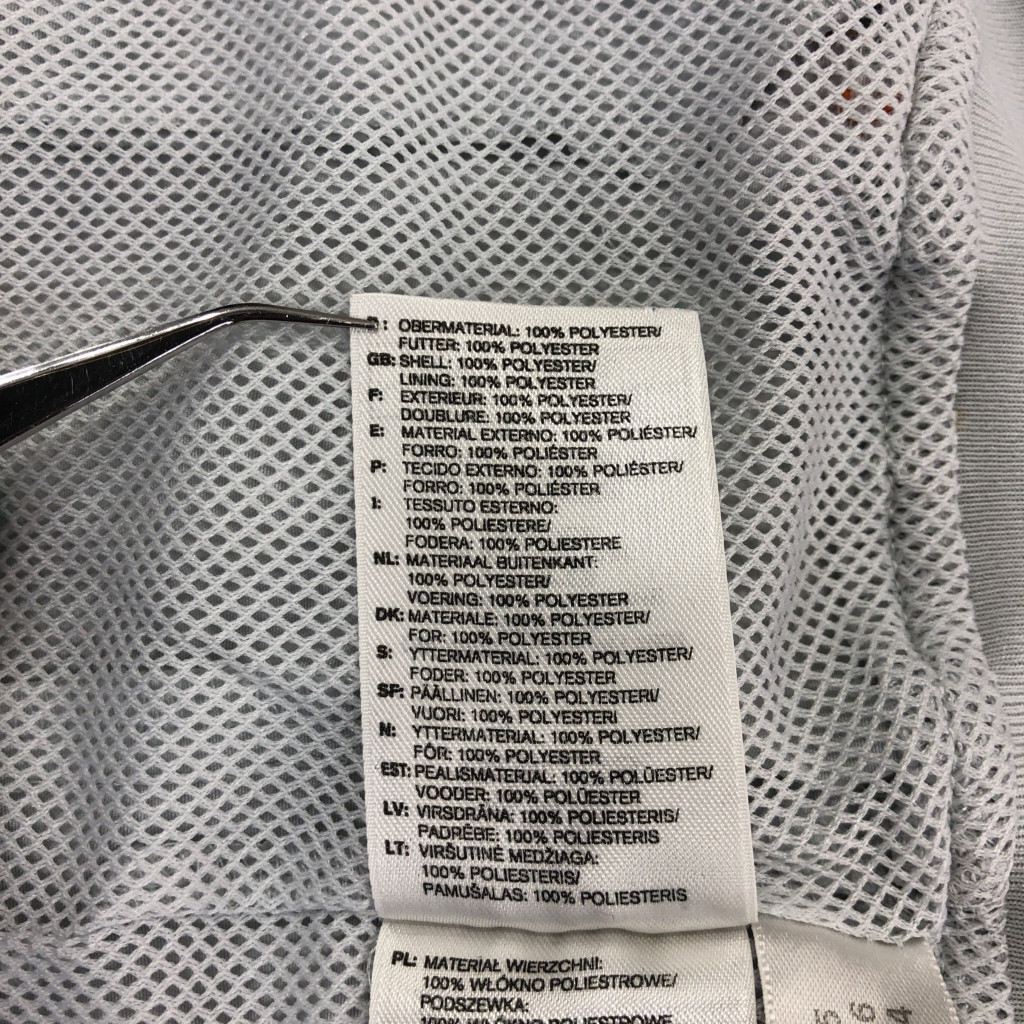 D: OBERMATERIAL: 100% POLYESTER/
FUTTER: 100% POLYESTER
GB: SHELL: 100% POLYESTER/
LINING: 100% POLYESTER
F: EXTERIEUR: 100% POLYESTER/
DOUBLURE: 100% POLYESTER
E: MATERIAL EXTERNO: 100% POLIÉSTER/
FORRO: 100% POLIÉSTER
P: TECIDO EXTERNO: 100% POLIÉSTER/
FORRO: 100% POLIÉSTER
I: TESSUTO ESTERNO:
100% POLIESTERE/
FODERA: 100% POLIESTERE
NL: MATERIAAL BUITENKANT:
100% POLYESTER/
VOERING: 100% POLYESTER
DK: MATERIALE: 100% POLYESTER/
FOR: 100% POLYESTER
S: YTTERMATERIAL: 100% POLYESTER/
FODER: 100% POLYESTER
SF: PÄÄLLINEN: 100% POLYESTERI/
VUORI: 100% POLYESTERI
N: YTTERMATERIAL: 100% POLYESTER/
FÔR: 100% POLYESTER
EST: PEALISMATERJAL: 100% POLÜESTER/
VOODER: 100% POLÜESTER
LV: VIRSDRĀNA: 100% POLIESTERIS/
PADRĒBE: 100% POLIESTERIS
LT: VIRŠUTINĖ MEDŽIAGA:
100% POLIESTERIS/
PAMUŠALAS: 100% POLIESTERIS
PL: MATERIAŁ WIERZCHNI:
100% WŁÓKNO POLIESTROWE/
PODSZEWKA:
100% WŁÓKNO POLIESTROWE